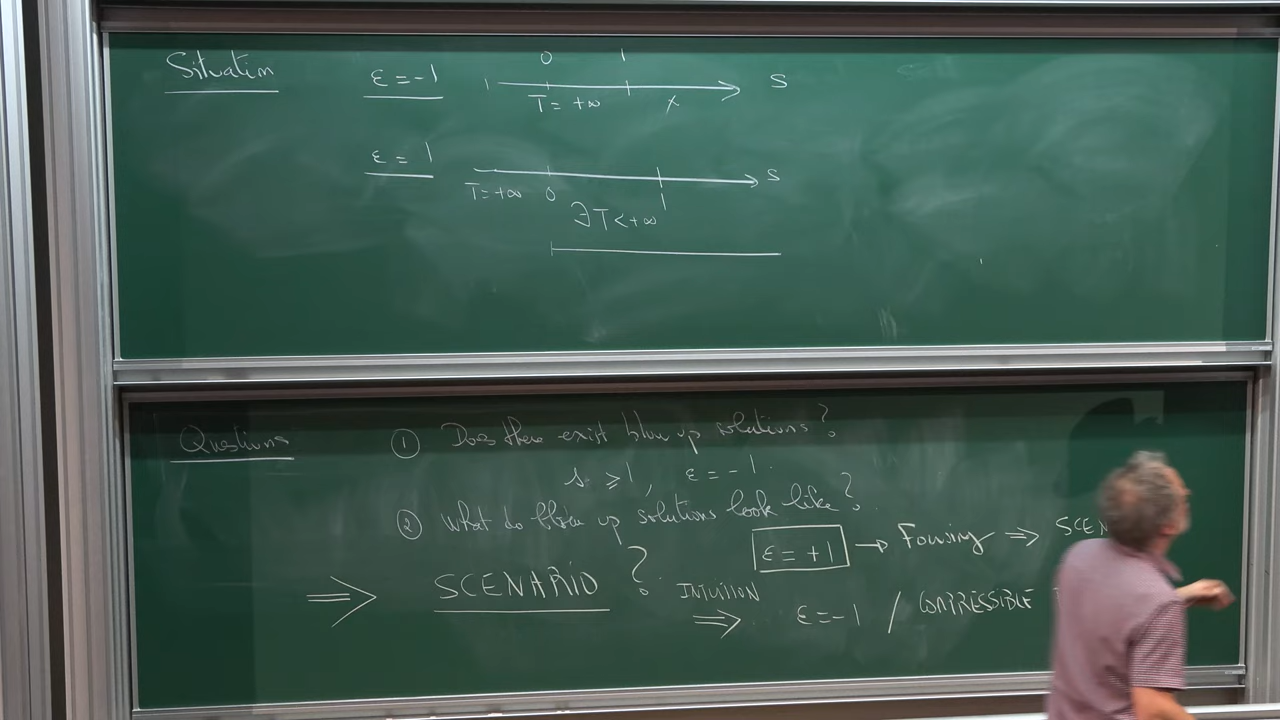 Situation
0 1
ε = -1 S
T = +∞ x
ε = 1 S
T = +∞ 0 1
∃ T < +∞
Questions ① Does there exist blow up solutions?
s ≥ 1, ε = -1.
② What do blow up solutions look like?
ε = +1 → Focusing ⇒ SCEN
⇒ SCENARIO ?
INTUITION
⇒ ε = -1 / COMPRESSIBLE